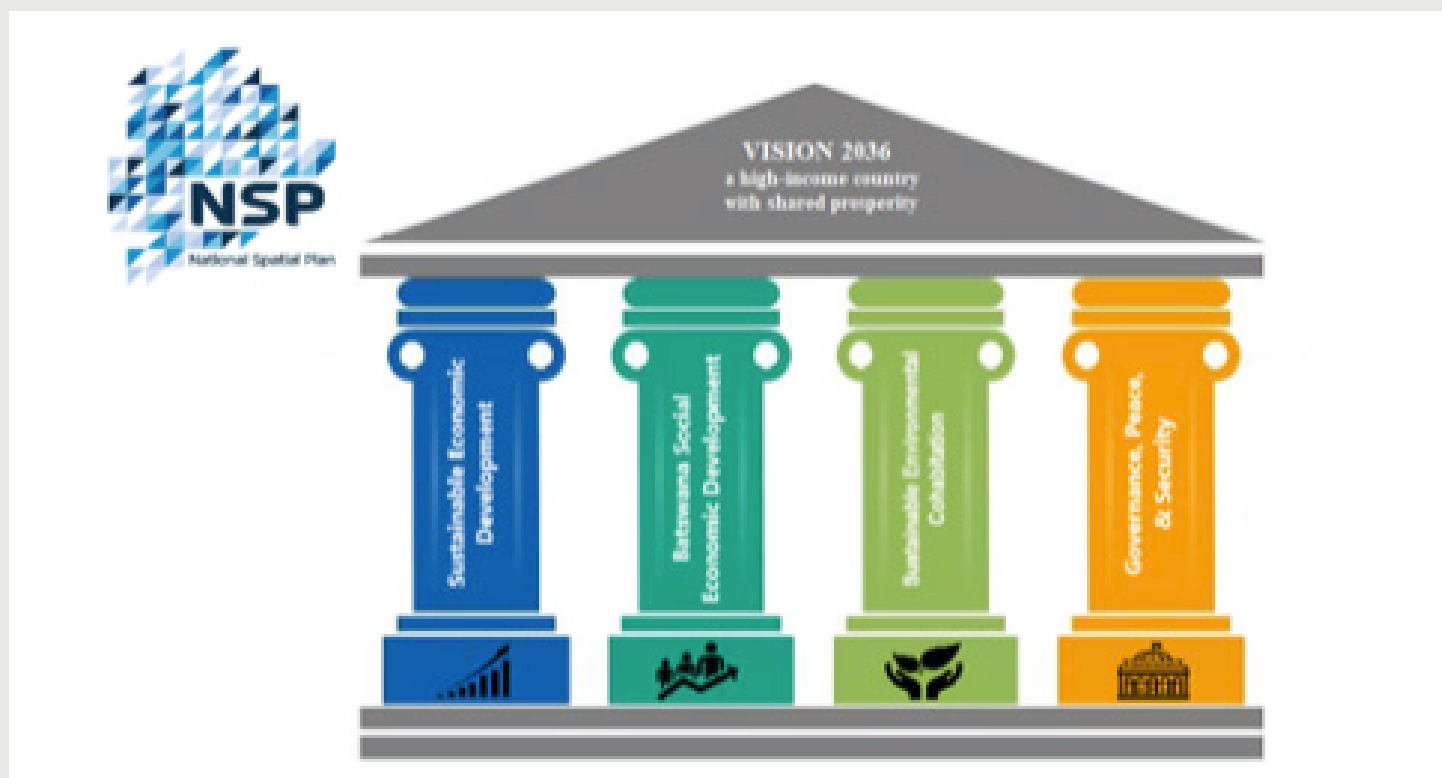 NSP
National Spatial Plan
VISION 2036
a high-income country
with shared prosperity
Sustainable Economic
Development
Batswana Social
Economic Development
Sustainable Environmental
Cohabitation
Governance, Peace,
& Security